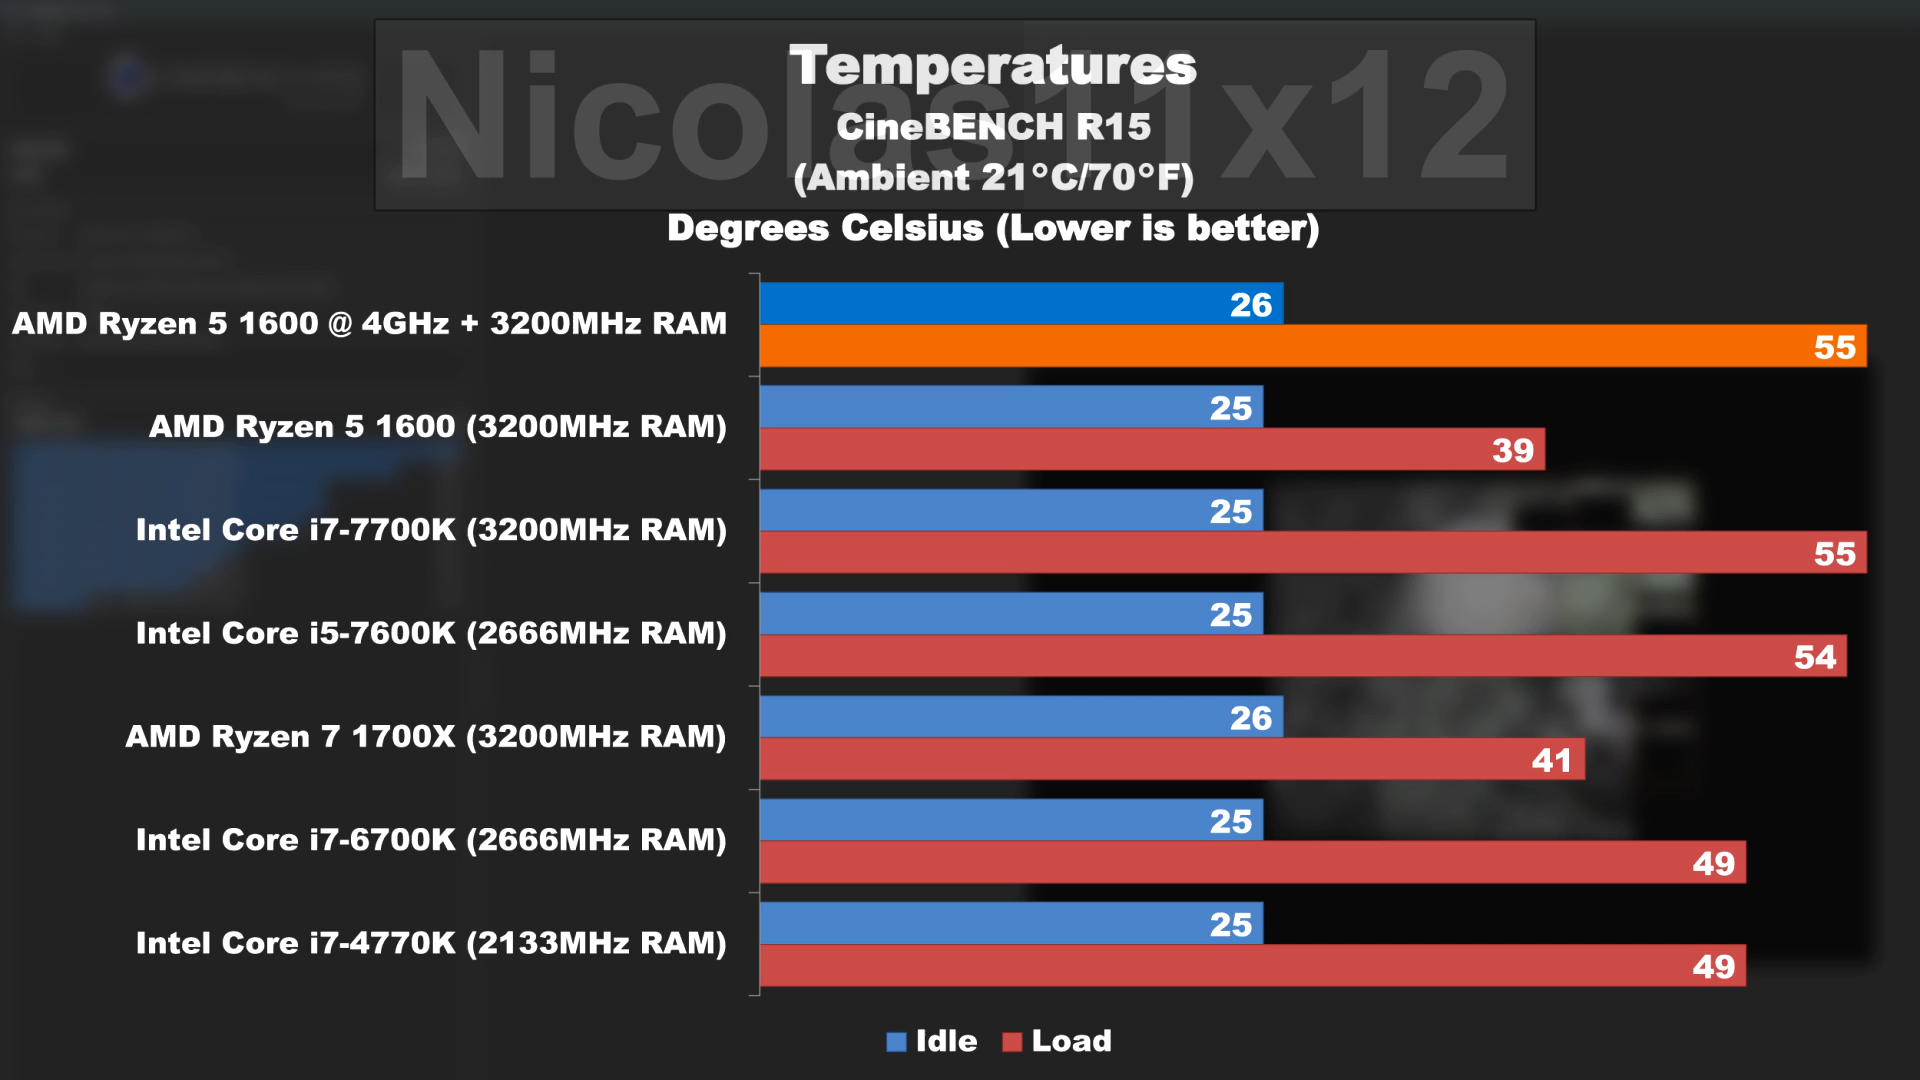 Nicolas11x12
Temperatures
CineBENCH R15
(Ambient 21°C/70°F)
Degrees Celsius (Lower is better)
AMD Ryzen 5 1600 @ 4GHz + 3200MHz RAM
26
55
AMD Ryzen 5 1600 (3200MHz RAM)
25
39
Intel Core i7-7700K (3200MHz RAM)
25
55
Intel Core i5-7600K (2666MHz RAM)
25
54
AMD Ryzen 7 1700X (3200MHz RAM)
26
41
Intel Core i7-6700K (2666MHz RAM)
25
49
Intel Core i7-4770K (2133MHz RAM)
25
49
Idle
Load